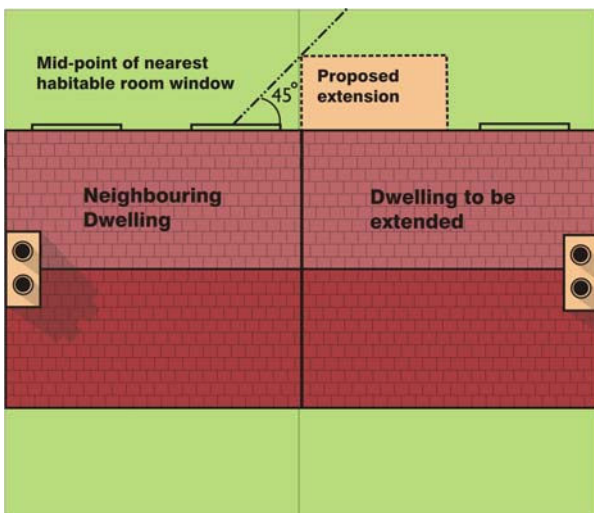 Mid-point of nearest
habitable room window
45°
Proposed
extension
Neighbouring
Dwelling
Dwelling to be
extended